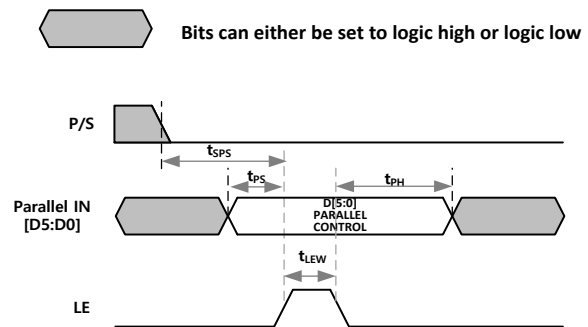 Bits can either be set to logic high or logic low
P/S
tSPS
tPS
tPH
Parallel IN
[D5:D0]
D[5:0]
PARALLEL
CONTROL
tLEW
LE